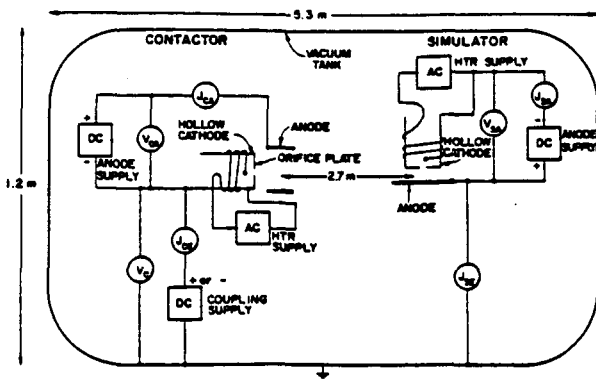 5.3 m
CONTACTOR
VACUUM TANK
SIMULATOR
AC
HTR SUPPLY
J_CA
HOLLOW CATHODE
ANODE
ORIFICE PLATE
+
DC
-
ANODE SUPPLY
V_CA
J_SA
V_SA
-
DC
+
HOLLOW CATHODE
2.7 m
ANODE
1.2 m
AC
HTR SUPPLY
J_CE
V_C
+ or -
DC
COUPLING SUPPLY
J_SE